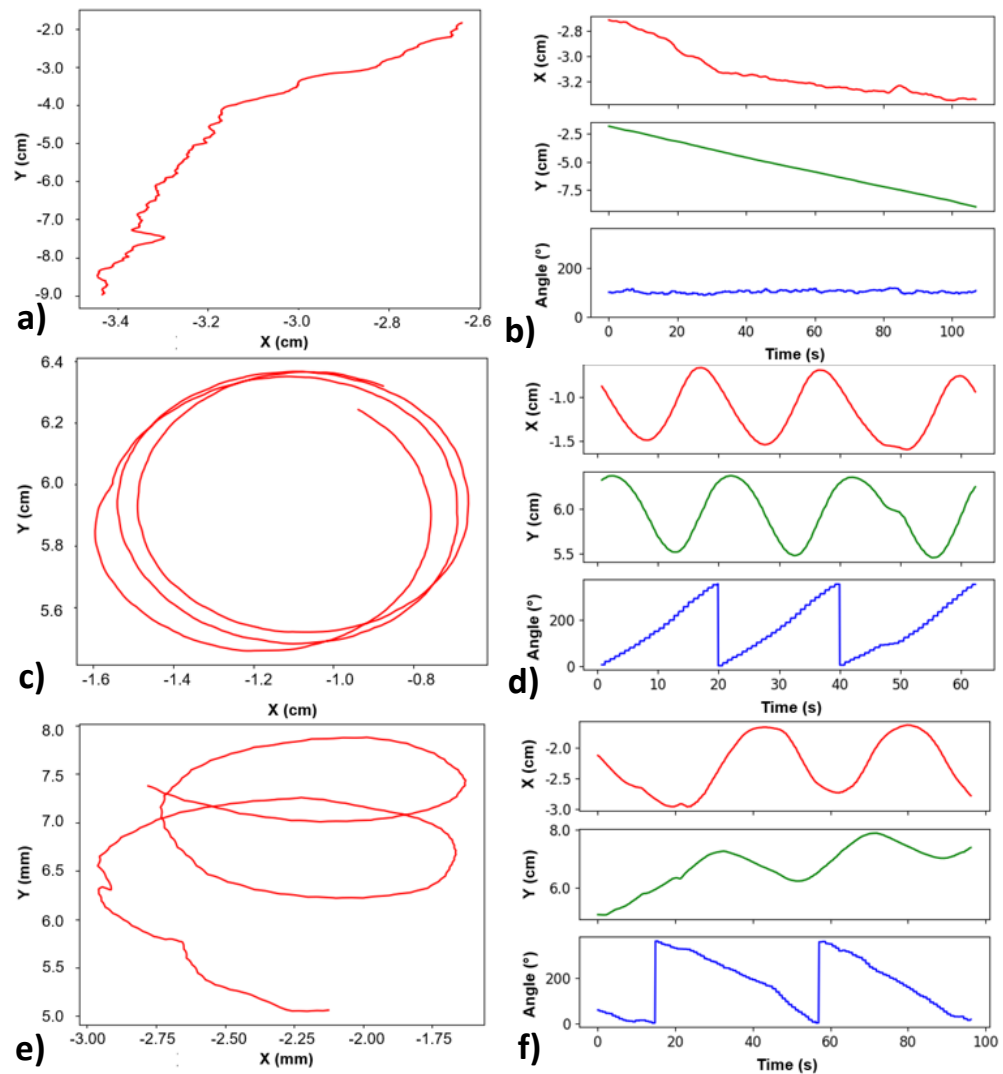 -2.0
-3.0
-4.0
-5.0
-6.0
-7.0
-8.0
-9.0
Y (cm)
-3.4 -3.2 -3.0 -2.8 -2.6
X (cm)
a)
-2.8
-3.0
-3.2
X (cm)
-2.5
-5.0
-7.5
Y (cm)
200
0
Angle (°)
0 20 40 60 80 100
Time (s)
b)
6.4
6.2
6.0
5.8
5.6
Y (cm)
-1.6 -1.4 -1.2 -1.0 -0.8
X (cm)
c)
-1.0
-1.5
X (cm)
6.0
5.5
Y (cm)
200
0
Angle (°)
0 10 20 30 40 50 60
Time (s)
d)
8.0
7.5
7.0
6.5
6.0
5.5
5.0
Y (mm)
-3.00 -2.75 -2.50 -2.25 -2.00 -1.75
X (mm)
e)
-2.0
-2.5
-3.0
X (cm)
8.0
6.0
Y (cm)
200
0
Angle (°)
0 20 40 60 80 100
Time (s)
f)